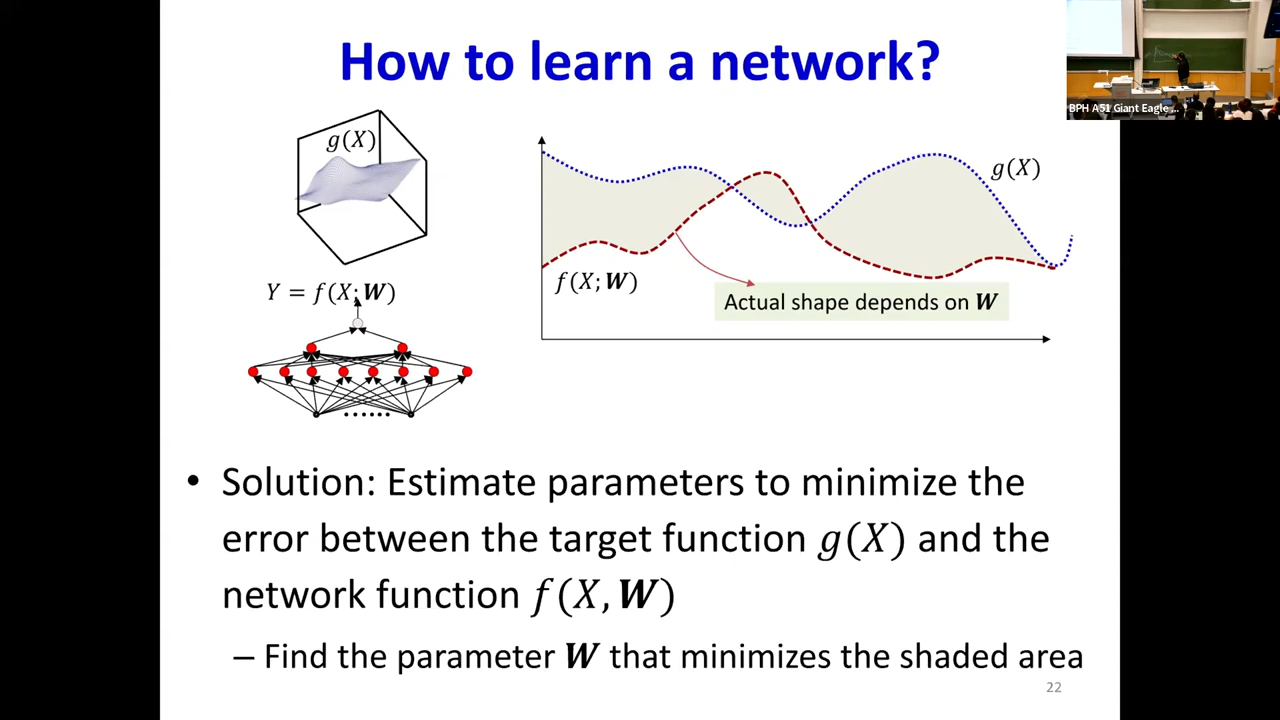 How to learn a network?
BPH A51 Giant Eagle ...
g(X)
Y = f(X; W)
g(X)
f(X; W)
Actual shape depends on W
• Solution: Estimate parameters to minimize the
error between the target function g(X) and the
network function f(X, W)
– Find the parameter W that minimizes the shaded area
22